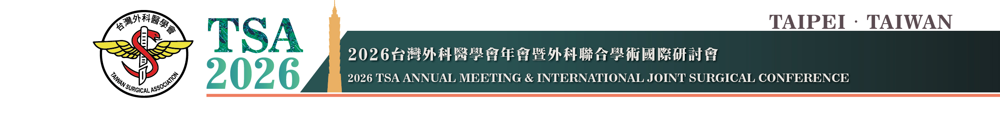 台灣外科醫學會
TAIWAN SURGICAL ASSOCIATION
TSA
2026
TAIPEI · TAIWAN
2026台灣外科醫學會年會暨外科聯合學術國際研討會
2026 TSA ANNUAL MEETING & INTERNATIONAL JOINT SURGICAL CONFERENCE